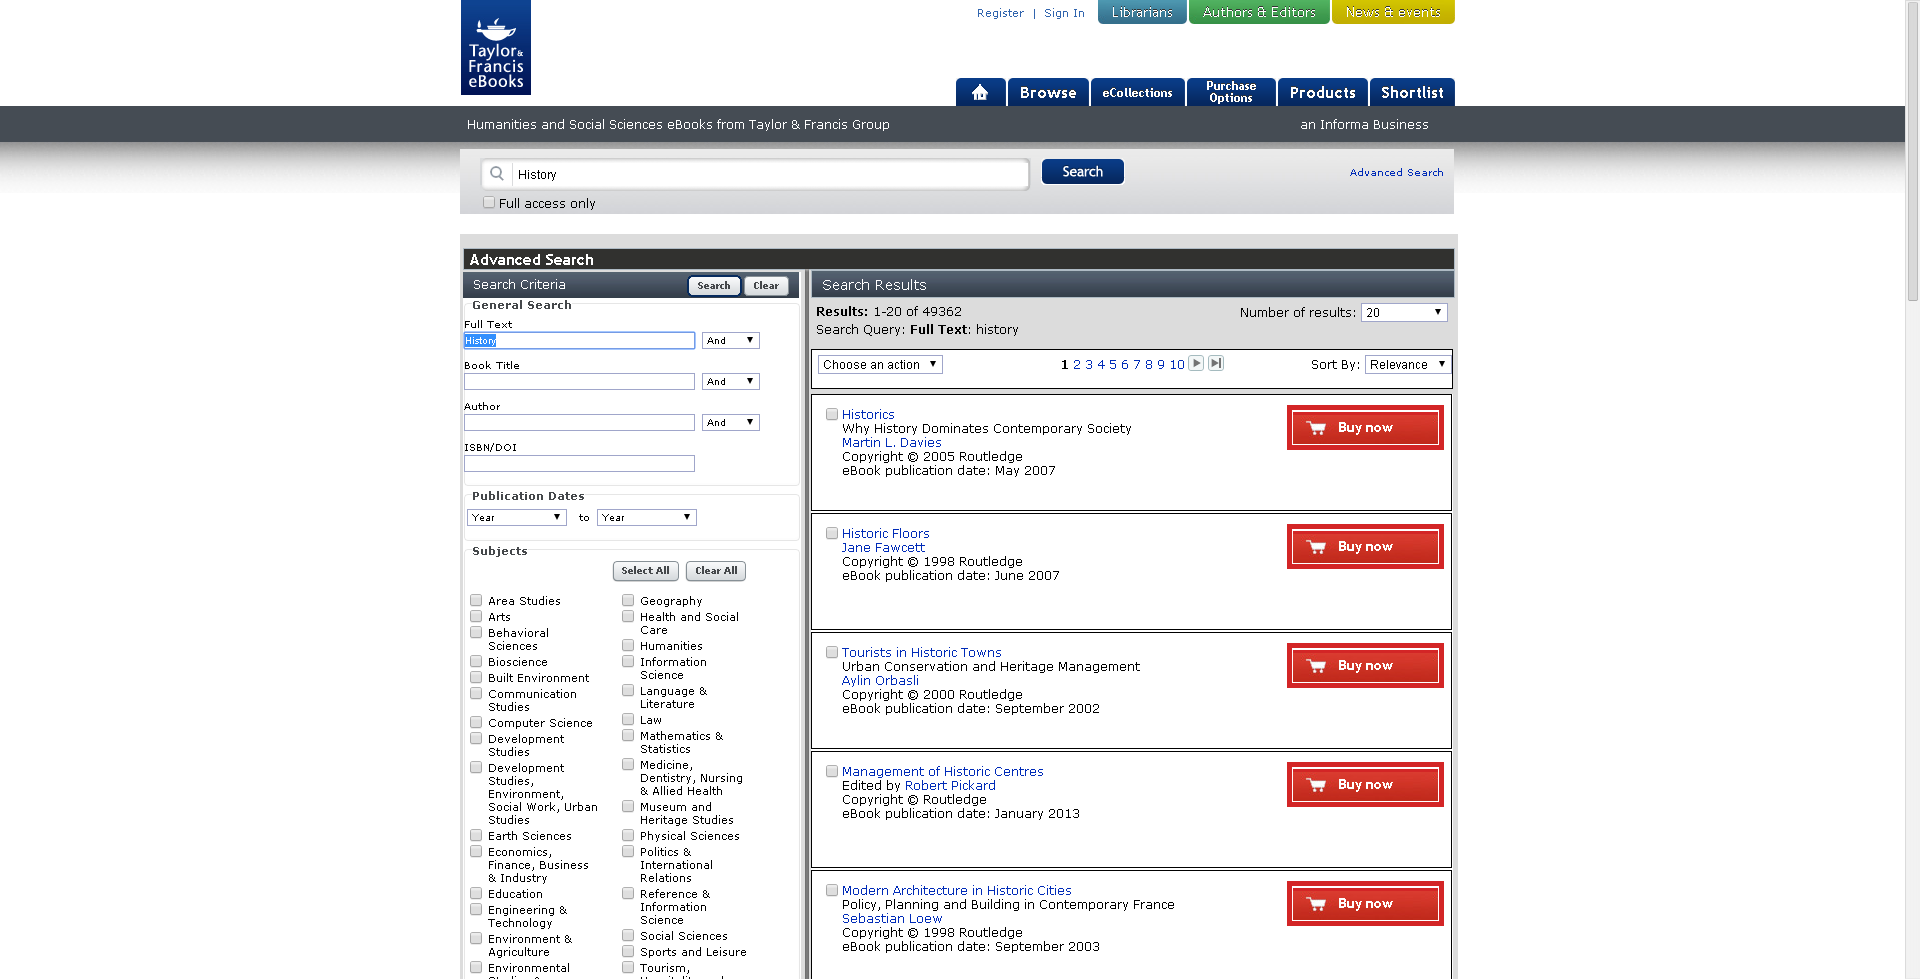 Taylor &
Francis
eBooks
Register | Sign In
Librarians
Authors & Editors
News & events
Browse
eCollections
Purchase
Options
Products
Shortlist
Humanities and Social Sciences eBooks from Taylor & Francis Group
an Informa Business
History
Search
Advanced Search
Full access only
Advanced Search
Search Criteria
Search
Clear
General Search
Full Text
History
And
Book Title
And
Author
And
ISBN/DOI
Publication Dates
Year
to
Year
Subjects
Select All
Clear All
Area Studies
Arts
Behavioral
Sciences
Bioscience
Built Environment
Communication
Studies
Computer Science
Development
Studies
Development
Studies,
Environment,
Social Work, Urban
Studies
Earth Sciences
Economics,
Finance, Business
& Industry
Education
Engineering &
Technology
Environment &
Agriculture
Environmental
Geography
Health and Social
Care
Humanities
Information
Science
Language &
Literature
Law
Mathematics &
Statistics
Medicine,
Dentistry, Nursing
& Allied Health
Museum and
Heritage Studies
Physical Sciences
Politics &
International
Relations
Reference &
Information
Science
Social Sciences
Sports and Leisure
Tourism,
Search Results
Results: 1-20 of 49362
Number of results: 20
Search Query: Full Text: history
Choose an action
1 2 3 4 5 6 7 8 9 10
Sort By: Relevance
Historics
Why History Dominates Contemporary Society
Martin L. Davies
Copyright © 2005 Routledge
eBook publication date: May 2007
Buy now
Historic Floors
Jane Fawcett
Copyright © 1998 Routledge
eBook publication date: June 2007
Buy now
Tourists in Historic Towns
Urban Conservation and Heritage Management
Aylin Orbasli
Copyright © 2000 Routledge
eBook publication date: September 2002
Buy now
Management of Historic Centres
Edited by Robert Pickard
Copyright © Routledge
eBook publication date: January 2013
Buy now
Modern Architecture in Historic Cities
Policy, Planning and Building in Contemporary France
Sebastian Loew
Copyright © 1998 Routledge
eBook publication date: September 2003
Buy now